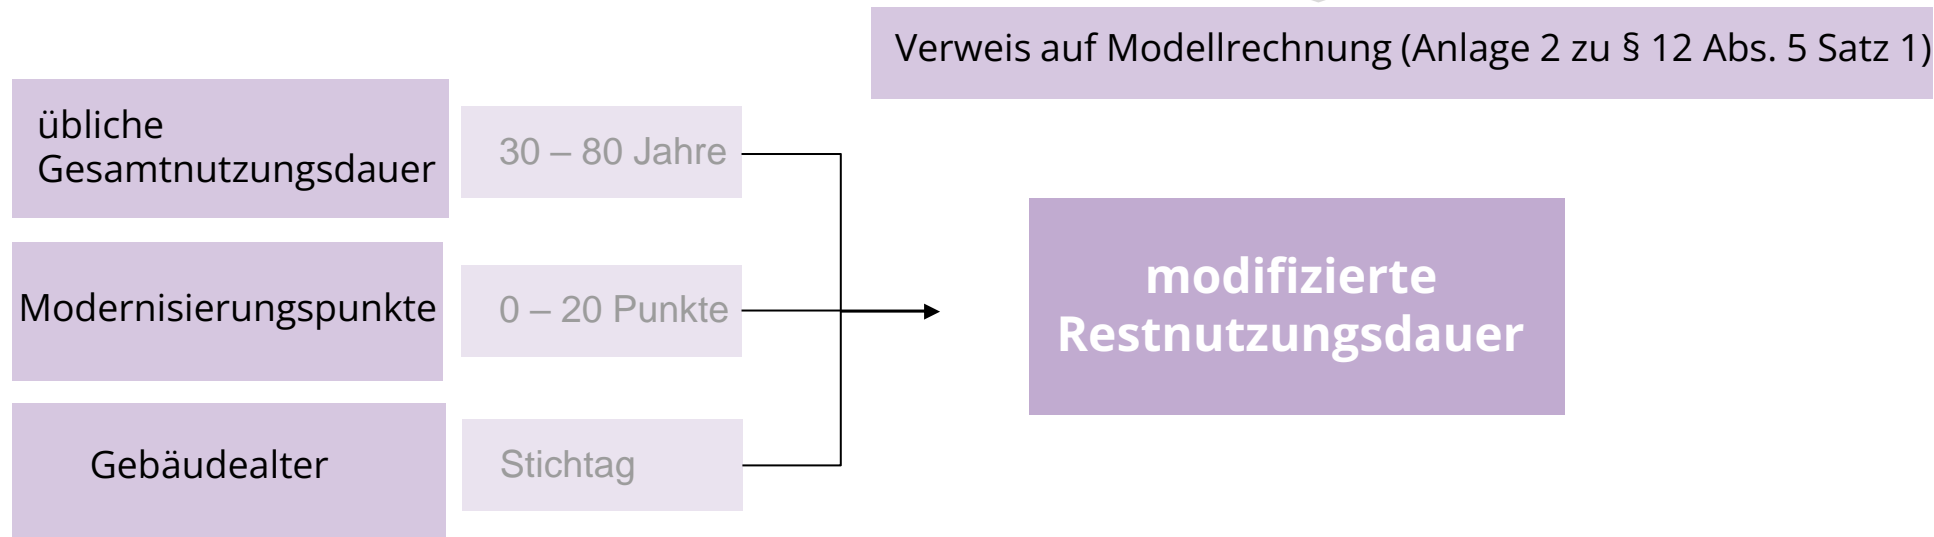 Verweis auf Modellrechnung (Anlage 2 zu § 12 Abs. 5 Satz 1)
übliche
Gesamtnutzungsdauer
30 – 80 Jahre
Modernisierungspunkte
0 – 20 Punkte
Gebäudealter
Stichtag
modifizierte
Restnutzungsdauer